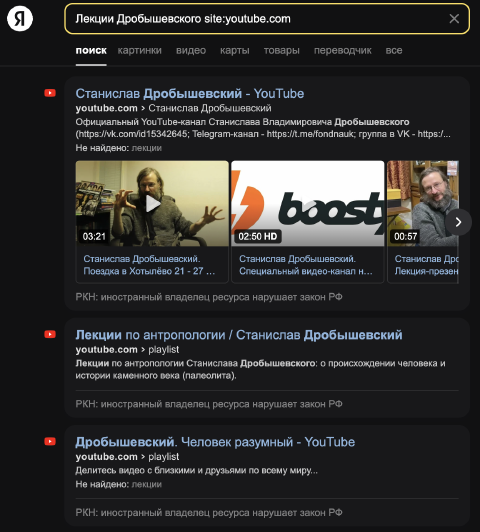 Я
Лекции Дробышевского site:youtube.com
поиск картинки видео карты товары переводчик все
Станислав Дробышевский - YouTube
youtube.com > Станислав Дробышевский
Официальный YouTube-канал Станислава Владимировича Дробышевского
(https://vk.com/id15342645; Telegram-канал - https://t.me/fondnauk; группа в VK - https:/...
Не найдено: лекции
boosty
03:21
02:50 HD
00:57
Станислав Дробышевский.
Поездка в Хотылёво 21 - 27 ...
Станислав Дробышевский.
Специальный видео-канал н...
Станислав Дро
Лекция-презен
РКН: иностранный владелец ресурса нарушает закон РФ
Лекции по антропологии / Станислав Дробышевский
youtube.com > playlist
Лекции по антропологии Станислава Дробышевского: о происхождении человека и
истории каменного века (палеолита).
РКН: иностранный владелец ресурса нарушает закон РФ
Дробышевский. Человек разумный - YouTube
youtube.com > playlist
Делитесь видео с близкими и друзьями по всему миру...
Не найдено: лекции
РКН: иностранный владелец ресурса нарушает закон РФ